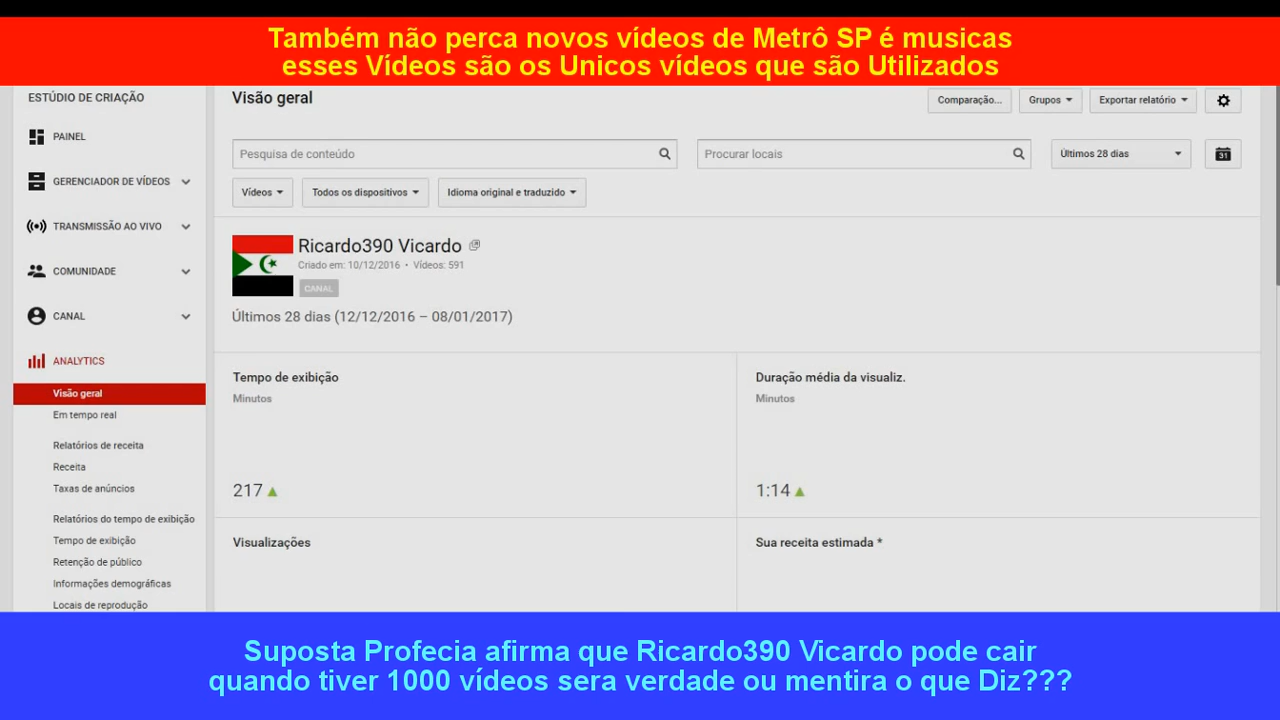 Também não perca novos vídeos de Metrô SP é musicas
esses Vídeos são os Unicos vídeos que são Utilizados
ESTÚDIO DE CRIAÇÃO
PAINEL
GERENCIADOR DE VÍDEOS
TRANSMISSÃO AO VIVO
COMUNIDADE
CANAL
ANALYTICS
Visão geral
Em tempo real
Relatórios de receita
Receita
Taxas de anúncios
Relatórios do tempo de exibição
Tempo de exibição
Retenção de público
Informações demográficas
Locais de reprodução
Visão geral
Comparação... Grupos Exportar relatório
Pesquisa de conteúdo Procurar locais Últimos 28 dias 31
Vídeos Todos os dispositivos Idioma original e traduzido
Ricardo390 Vicardo
Criado em: 10/12/2016 • Vídeos: 591
CANAL
Últimos 28 dias (12/12/2016 – 08/01/2017)
Tempo de exibição
Minutos
217
Duração média da visualiz.
Minutos
1:14
Visualizações
Sua receita estimada *
Suposta Profecia afirma que Ricardo390 Vicardo pode cair
quando tiver 1000 vídeos sera verdade ou mentira o que Diz???